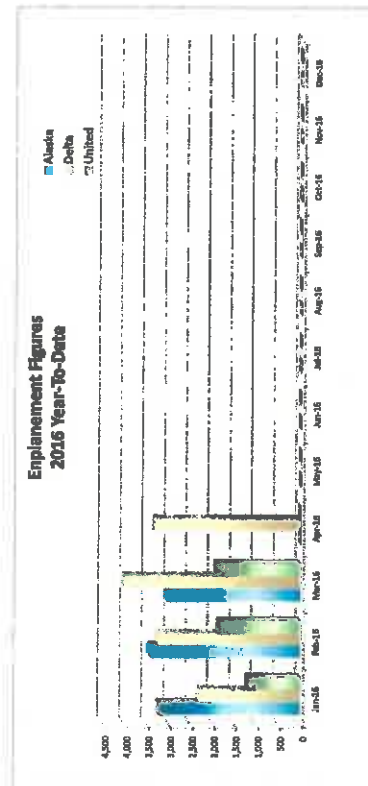 Enplanement Figures
2016 Year-To-Date
Alaska
Delta
United
4,500
4,000
3,500
3,000
2,500
2,000
1,500
1,000
500
0
Jan-16
Feb-16
Mar-16
Apr-16
May-16
Jun-16
Jul-16
Aug-16
Sep-16
Oct-16
Nov-16
Dec-16